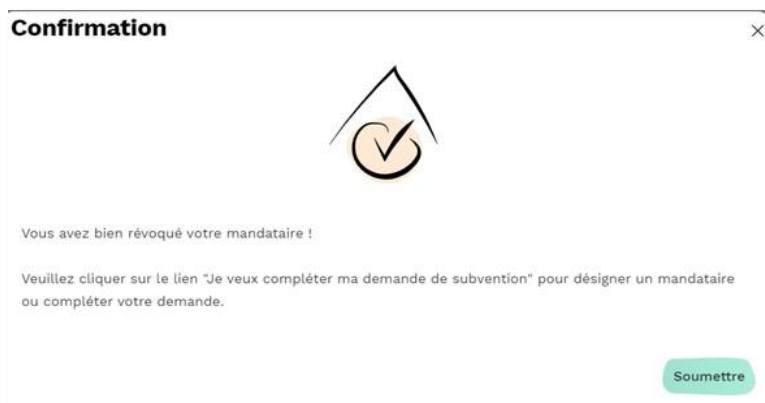 Confirmation
Vous avez bien révoqué votre mandataire !
Veuillez cliquer sur le lien "Je veux compléter ma demande de subvention" pour désigner un mandataire
ou compléter votre demande.
Soumettre